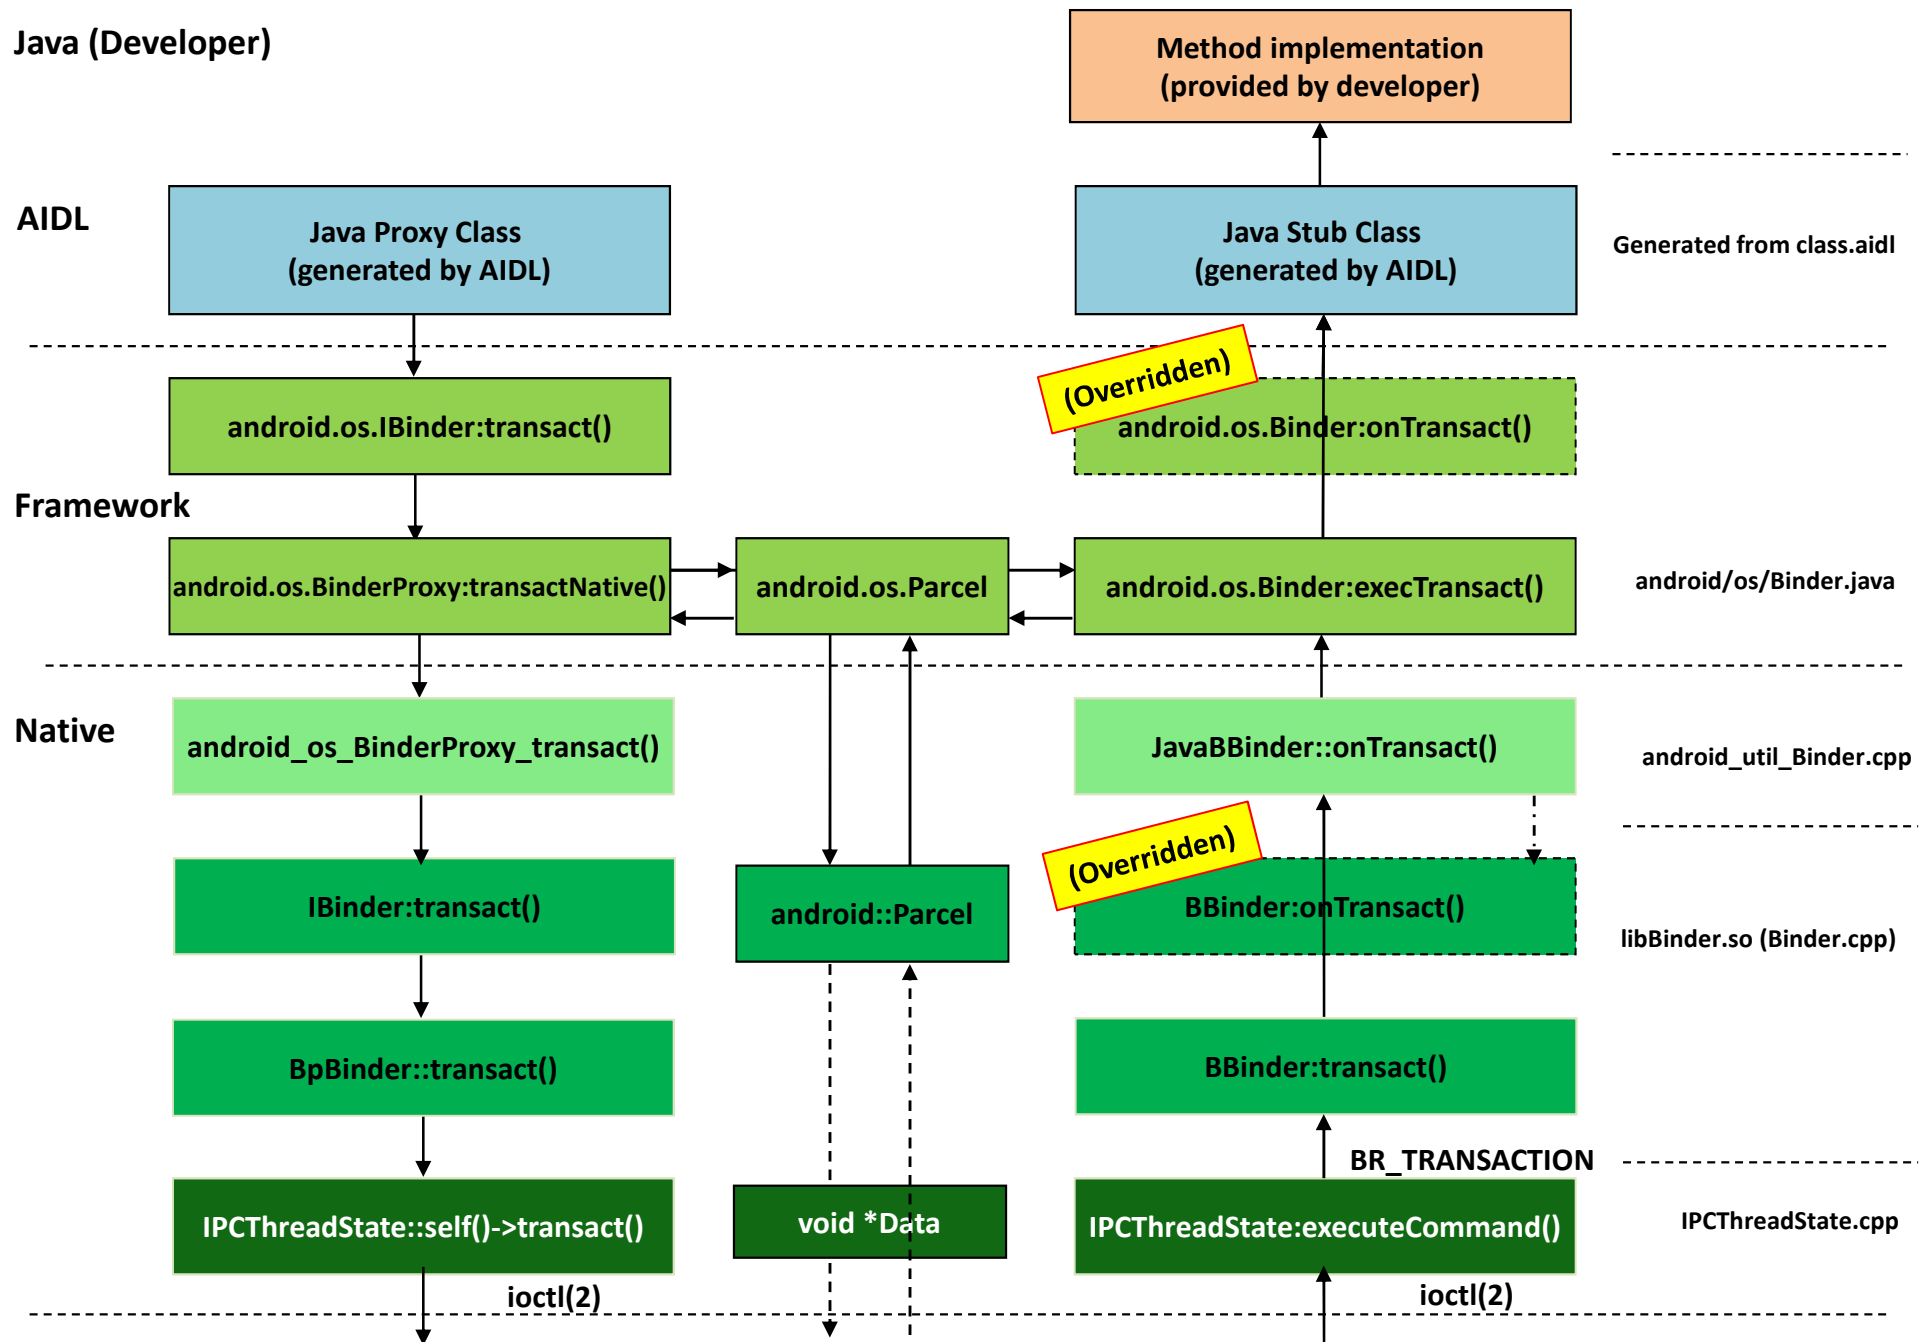 Java (Developer)
Method implementation
(provided by developer)
AIDL
Java Proxy Class
(generated by AIDL)
Java Stub Class
(generated by AIDL)
Generated from class.aidl
(Overridden)
android.os.IBinder:transact()
android.os.Binder:onTransact()
Framework
android.os.BinderProxy:transactNative()
android.os.Parcel
android.os.Binder:execTransact()
android/os/Binder.java
Native
android_os_BinderProxy_transact()
JavaBBinder::onTransact()
android_util_Binder.cpp
(Overridden)
IBinder:transact()
android::Parcel
BBinder:onTransact()
libBinder.so (Binder.cpp)
BpBinder::transact()
BBinder:transact()
BR_TRANSACTION
IPCThreadState::self()->transact()
void *Data
IPCThreadState:executeCommand()
IPCThreadState.cpp
ioctl(2)
ioctl(2)